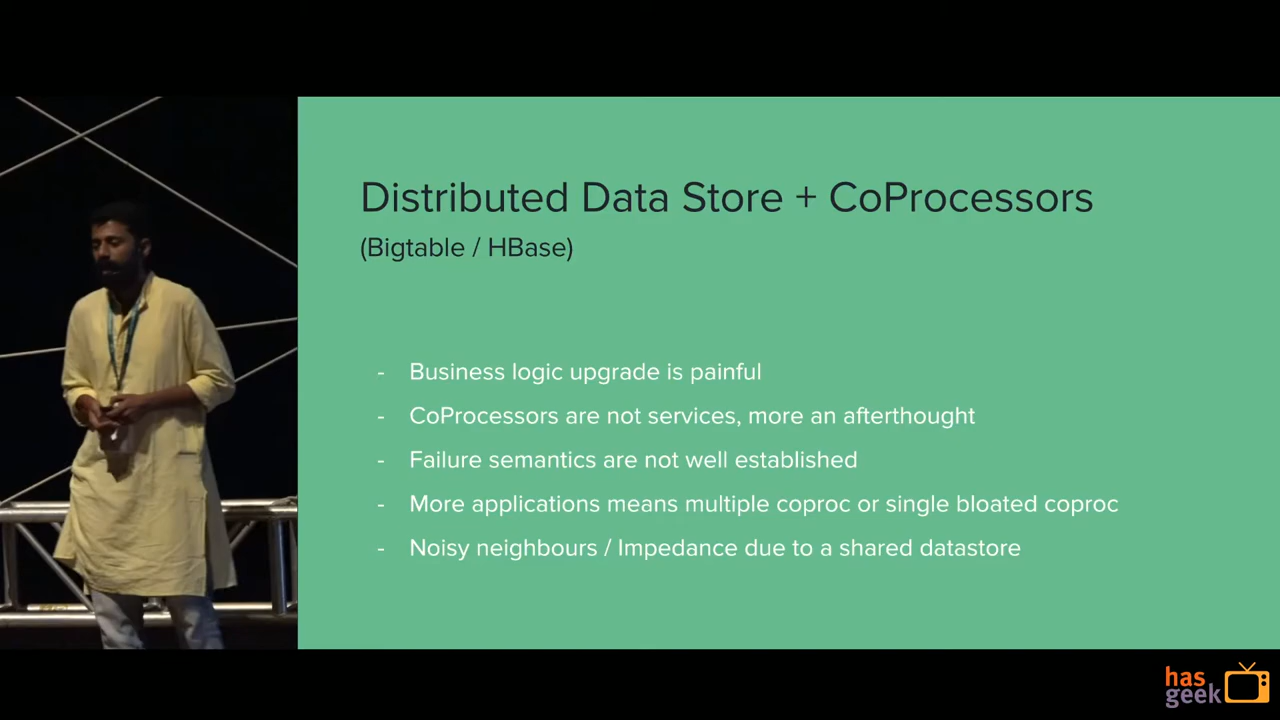 Distributed Data Store + CoProcessors
(Bigtable / HBase)
- Business logic upgrade is painful
- CoProcessors are not services, more an afterthought
- Failure semantics are not well established
- More applications means multiple coproc or single bloated coproc
- Noisy neighbours / Impedance due to a shared datastore
has
geek